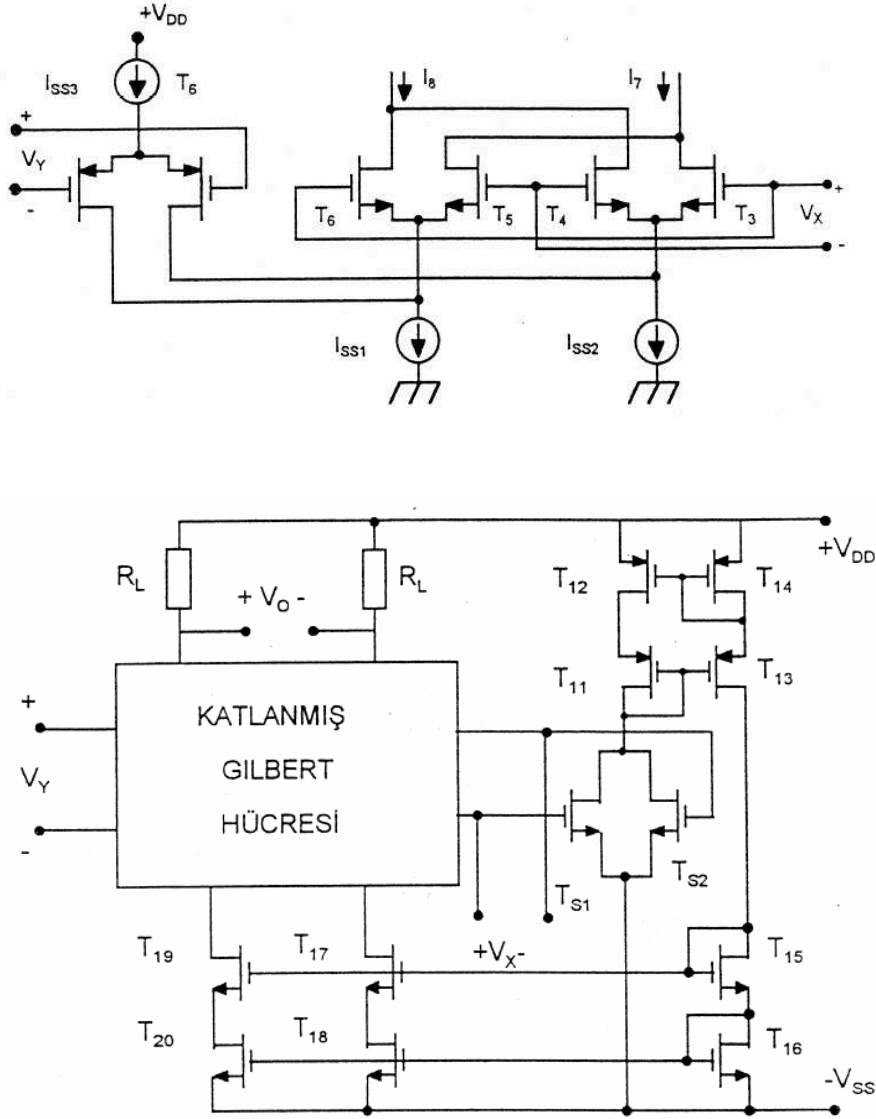 +V_DD
I_SS3
T_6
I_8
I_7
+
V_Y
-
T_6
T_5
T_4
T_3
+
V_X
-
I_SS1
I_SS2
+V_DD
R_L
R_L
+ V_O -
T_12
T_14
T_11
T_13
+
V_Y
-
KATLANMIŞ
GILBERT
HÜCRESİ
T_S1
T_S2
+V_X-
T_19
T_17
T_15
T_20
T_18
T_16
-V_SS